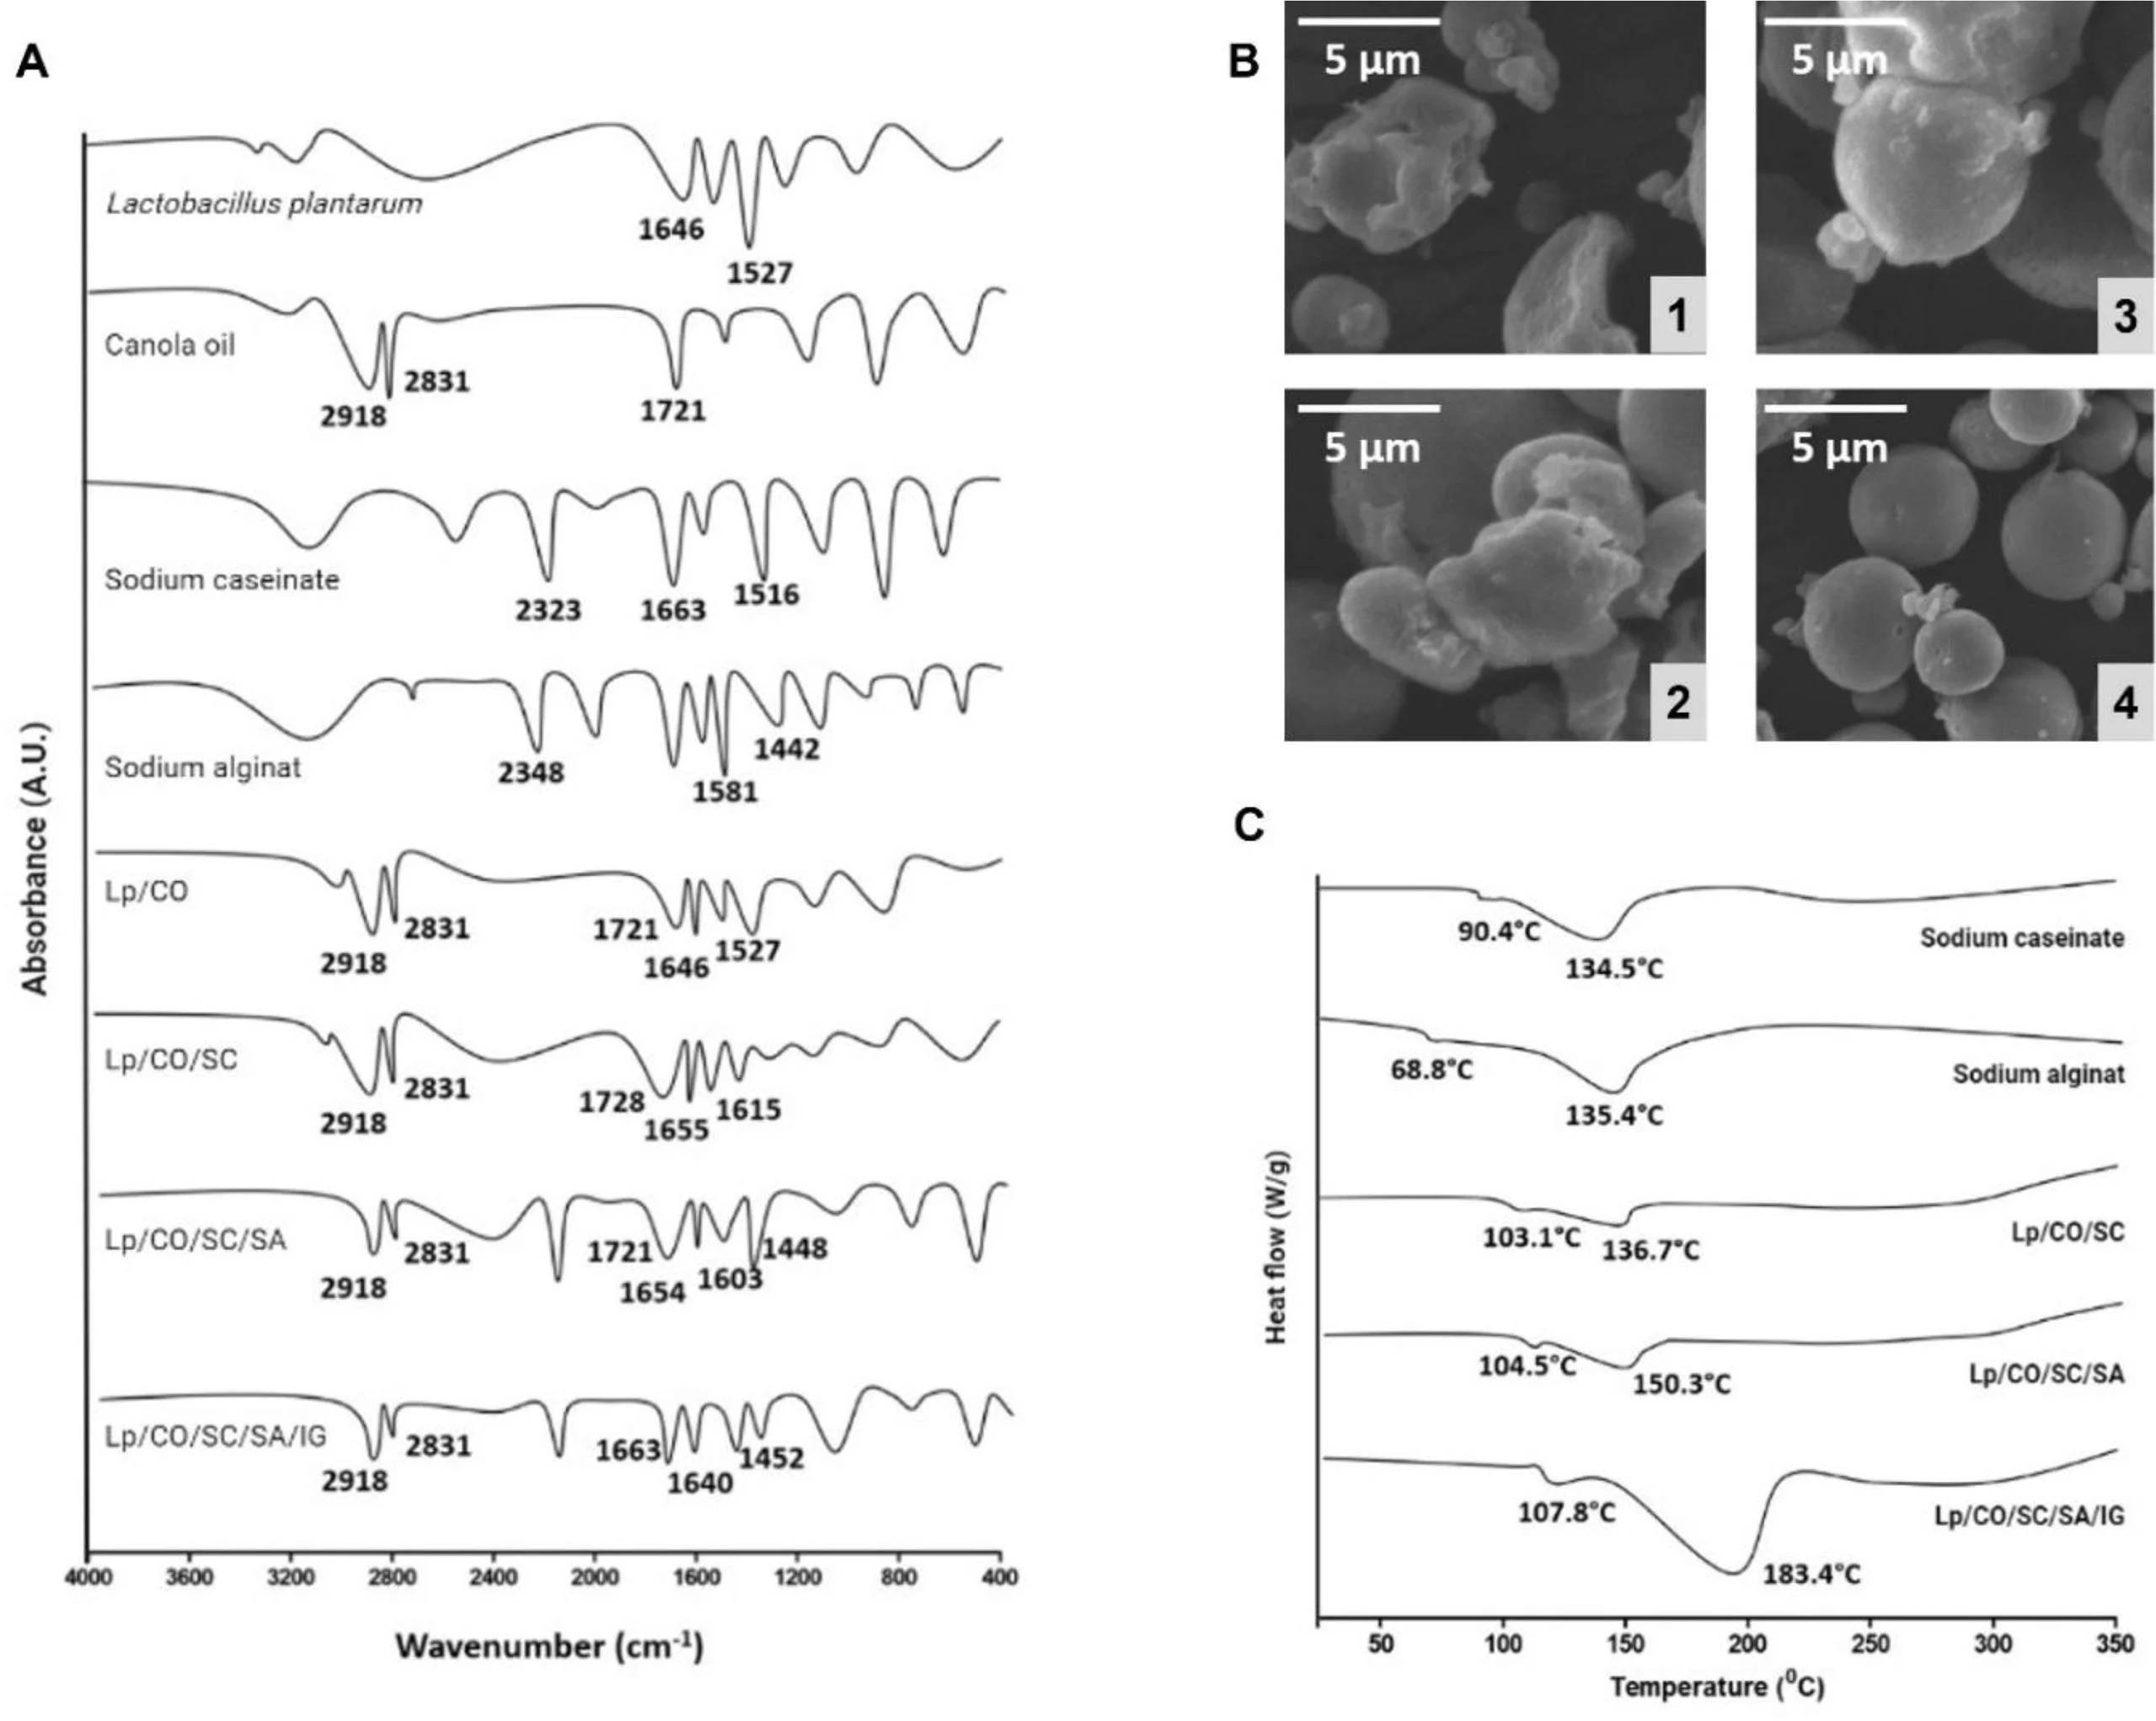 A
Lactobacillus plantarum
1646
1527
Canola oil
2831
2918
1721
Sodium caseinate
2323
1663
1516
Sodium alginat
2348
1442
1581
Lp/CO
2831
2918
1721
1646
1527
Lp/CO/SC
2831
2918
1728
1655
1615
Lp/CO/SC/SA
2831
2918
1721
1654
1603
1448
Lp/CO/SC/SA/IG
2831
2918
1663
1640
1452
Absorbance (A.U.)
4000 3600 3200 2800 2400 2000 1600 1200 800 400
Wavenumber (cm⁻¹)
B
5 µm
1
5 µm
3
5 µm
2
5 µm
4
C
90.4°C
134.5°C
Sodium caseinate
68.8°C
135.4°C
Sodium alginat
103.1°C
136.7°C
Lp/CO/SC
104.5°C
150.3°C
Lp/CO/SC/SA
107.8°C
183.4°C
Lp/CO/SC/SA/IG
Heat flow (W/g)
50 100 150 200 250 300 350
Temperature (⁰C)